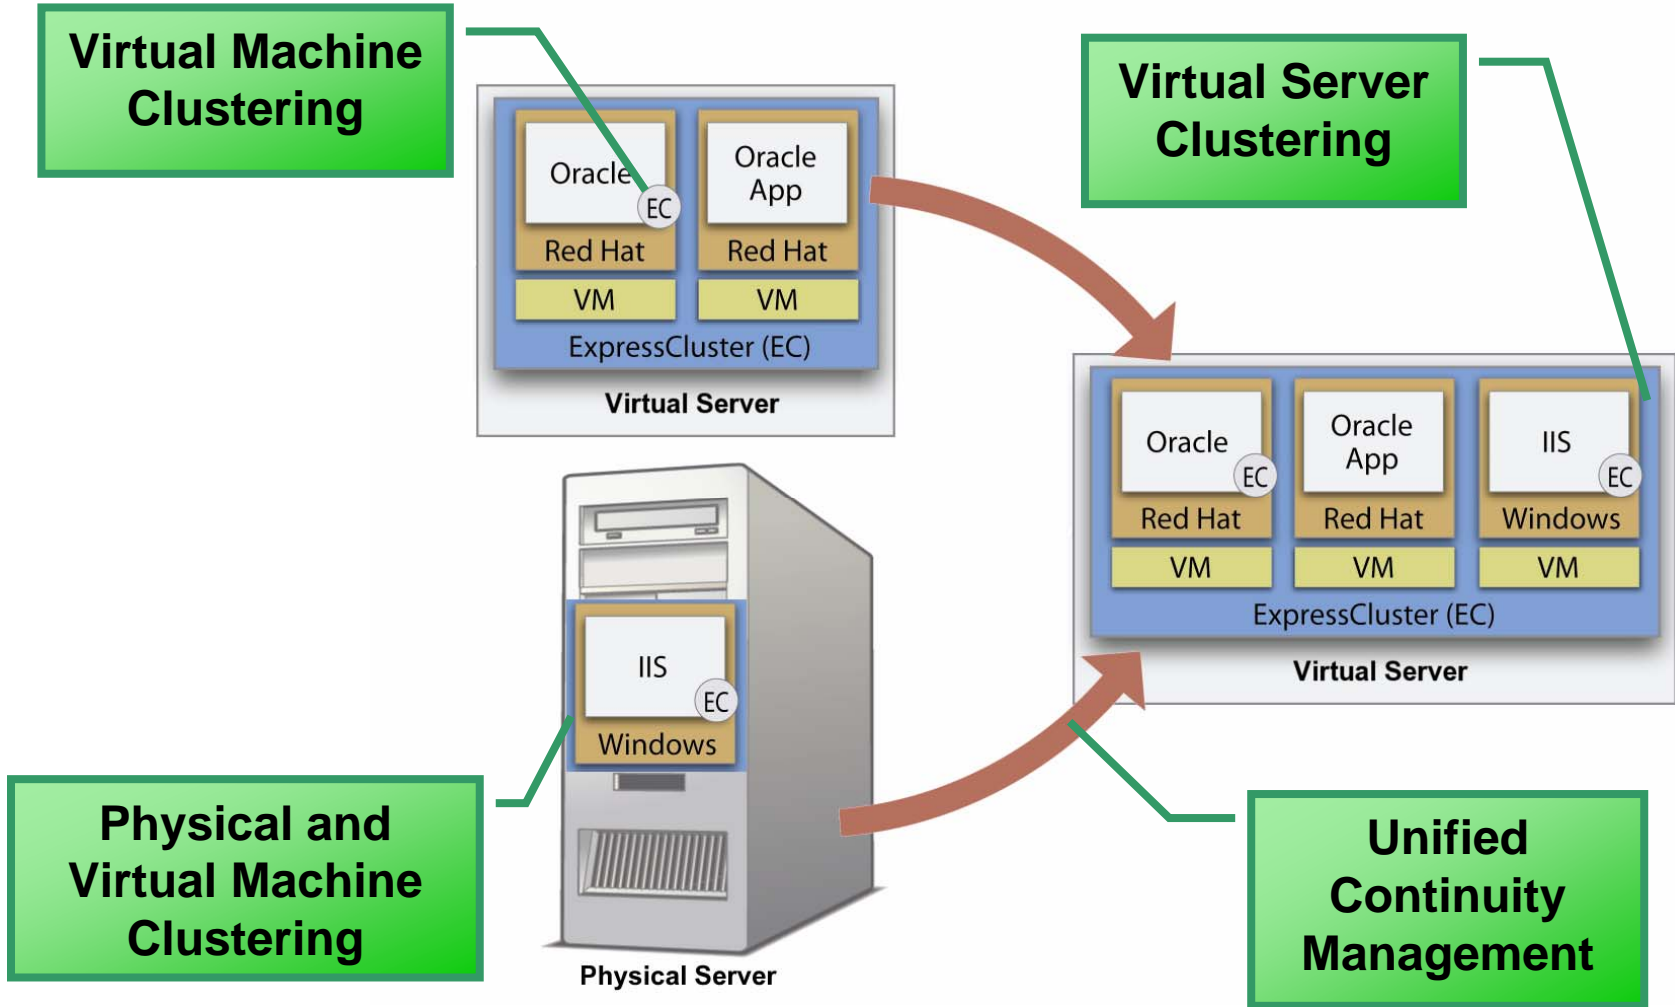 Virtual Machine
Clustering
Virtual Server
Clustering
Oracle
EC
Red Hat
VM
Oracle
App
Red Hat
VM
ExpressCluster (EC)
Virtual Server
Oracle
EC
Red Hat
VM
Oracle
App
Red Hat
VM
IIS
EC
Windows
VM
ExpressCluster (EC)
Virtual Server
IIS
EC
Windows
Physical Server
Physical and
Virtual Machine
Clustering
Unified
Continuity
Management